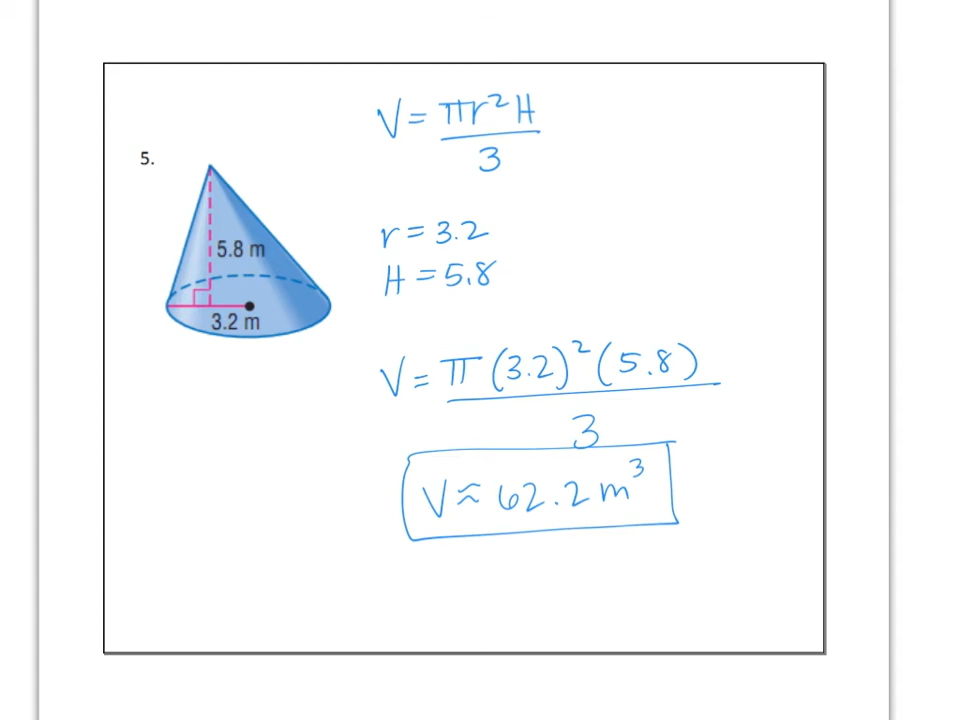 V = πr²H / 3
5.
5.8 m
3.2 m
r = 3.2
H = 5.8
V = π (3.2)² (5.8) / 3
V ≈ 62.2 m³